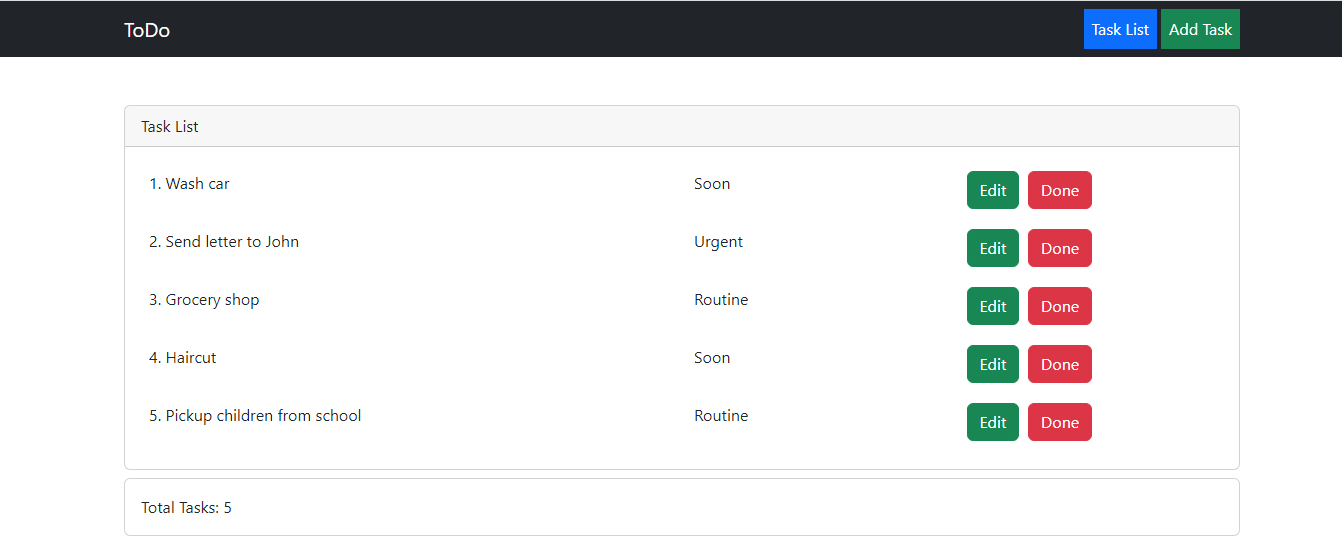 ToDo Task List Add Task
Task List
1. Wash car Soon Edit Done
2. Send letter to John Urgent Edit Done
3. Grocery shop Routine Edit Done
4. Haircut Soon Edit Done
5. Pickup children from school Routine Edit Done
Total Tasks: 5